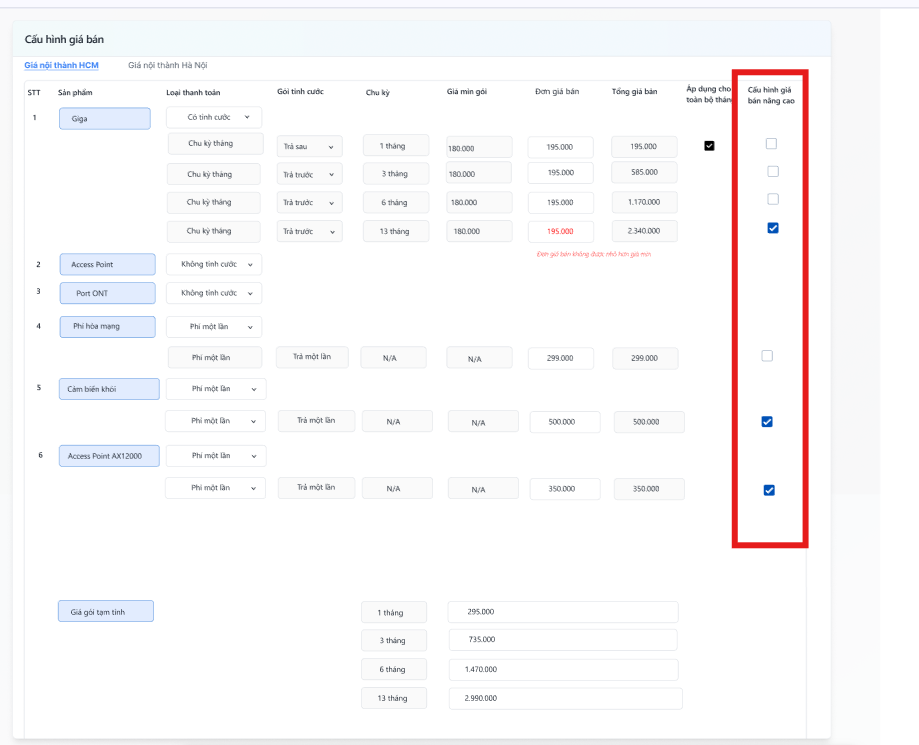 Cấu hình giá bán
Giá nội thành HCM Giá nội thành Hà Nội
STT Sản phẩm Loại thanh toán Gói tính cước Chu kỳ Giá min gói Đơn giá bán Tổng giá bán Áp dụng cho toàn bộ tháng Cấu hình giá bán nâng cao
1 Giga Có tính cước
Chu kỳ tháng Trả sau 1 tháng 180.000 195.000 195.000
Chu kỳ tháng Trả trước 3 tháng 180.000 195.000 585.000
Chu kỳ tháng Trả trước 6 tháng 180.000 195.000 1.170.000
Chu kỳ tháng Trả trước 13 tháng 180.000 195.000 2.340.000
Đơn giá bán không được nhỏ hơn giá min
2 Access Point Không tính cước
3 Port ONT Không tính cước
4 Phí hòa mạng Phí một lần
Phí một lần Trả một lần N/A N/A 299.000 299.000
5 Cảm biến khói Phí một lần
Phí một lần Trả một lần N/A N/A 500.000 500.000
6 Access Point AX12000 Phí một lần
Phí một lần Trả một lần N/A N/A 350.000 350.000
Giá gói tạm tính 1 tháng 295.000
3 tháng 735.000
6 tháng 1.470.000
13 tháng 2.990.000